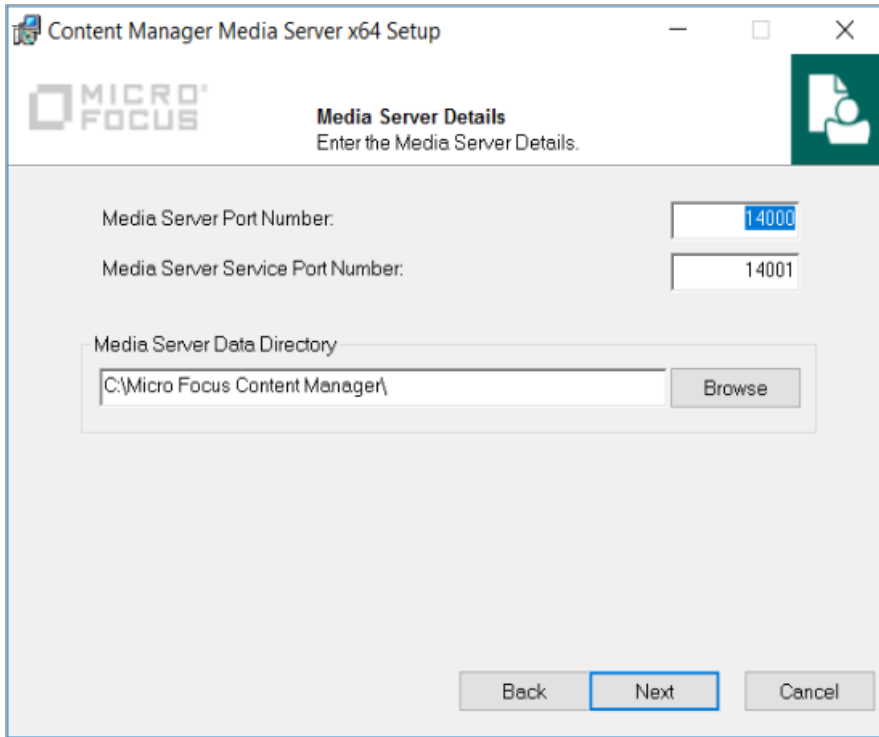 Content Manager Media Server x64 Setup
MICRO
FOCUS
Media Server Details
Enter the Media Server Details.
Media Server Port Number:
14000
Media Server Service Port Number:
14001
Media Server Data Directory
C:\Micro Focus Content Manager\
Browse
Back
Next
Cancel